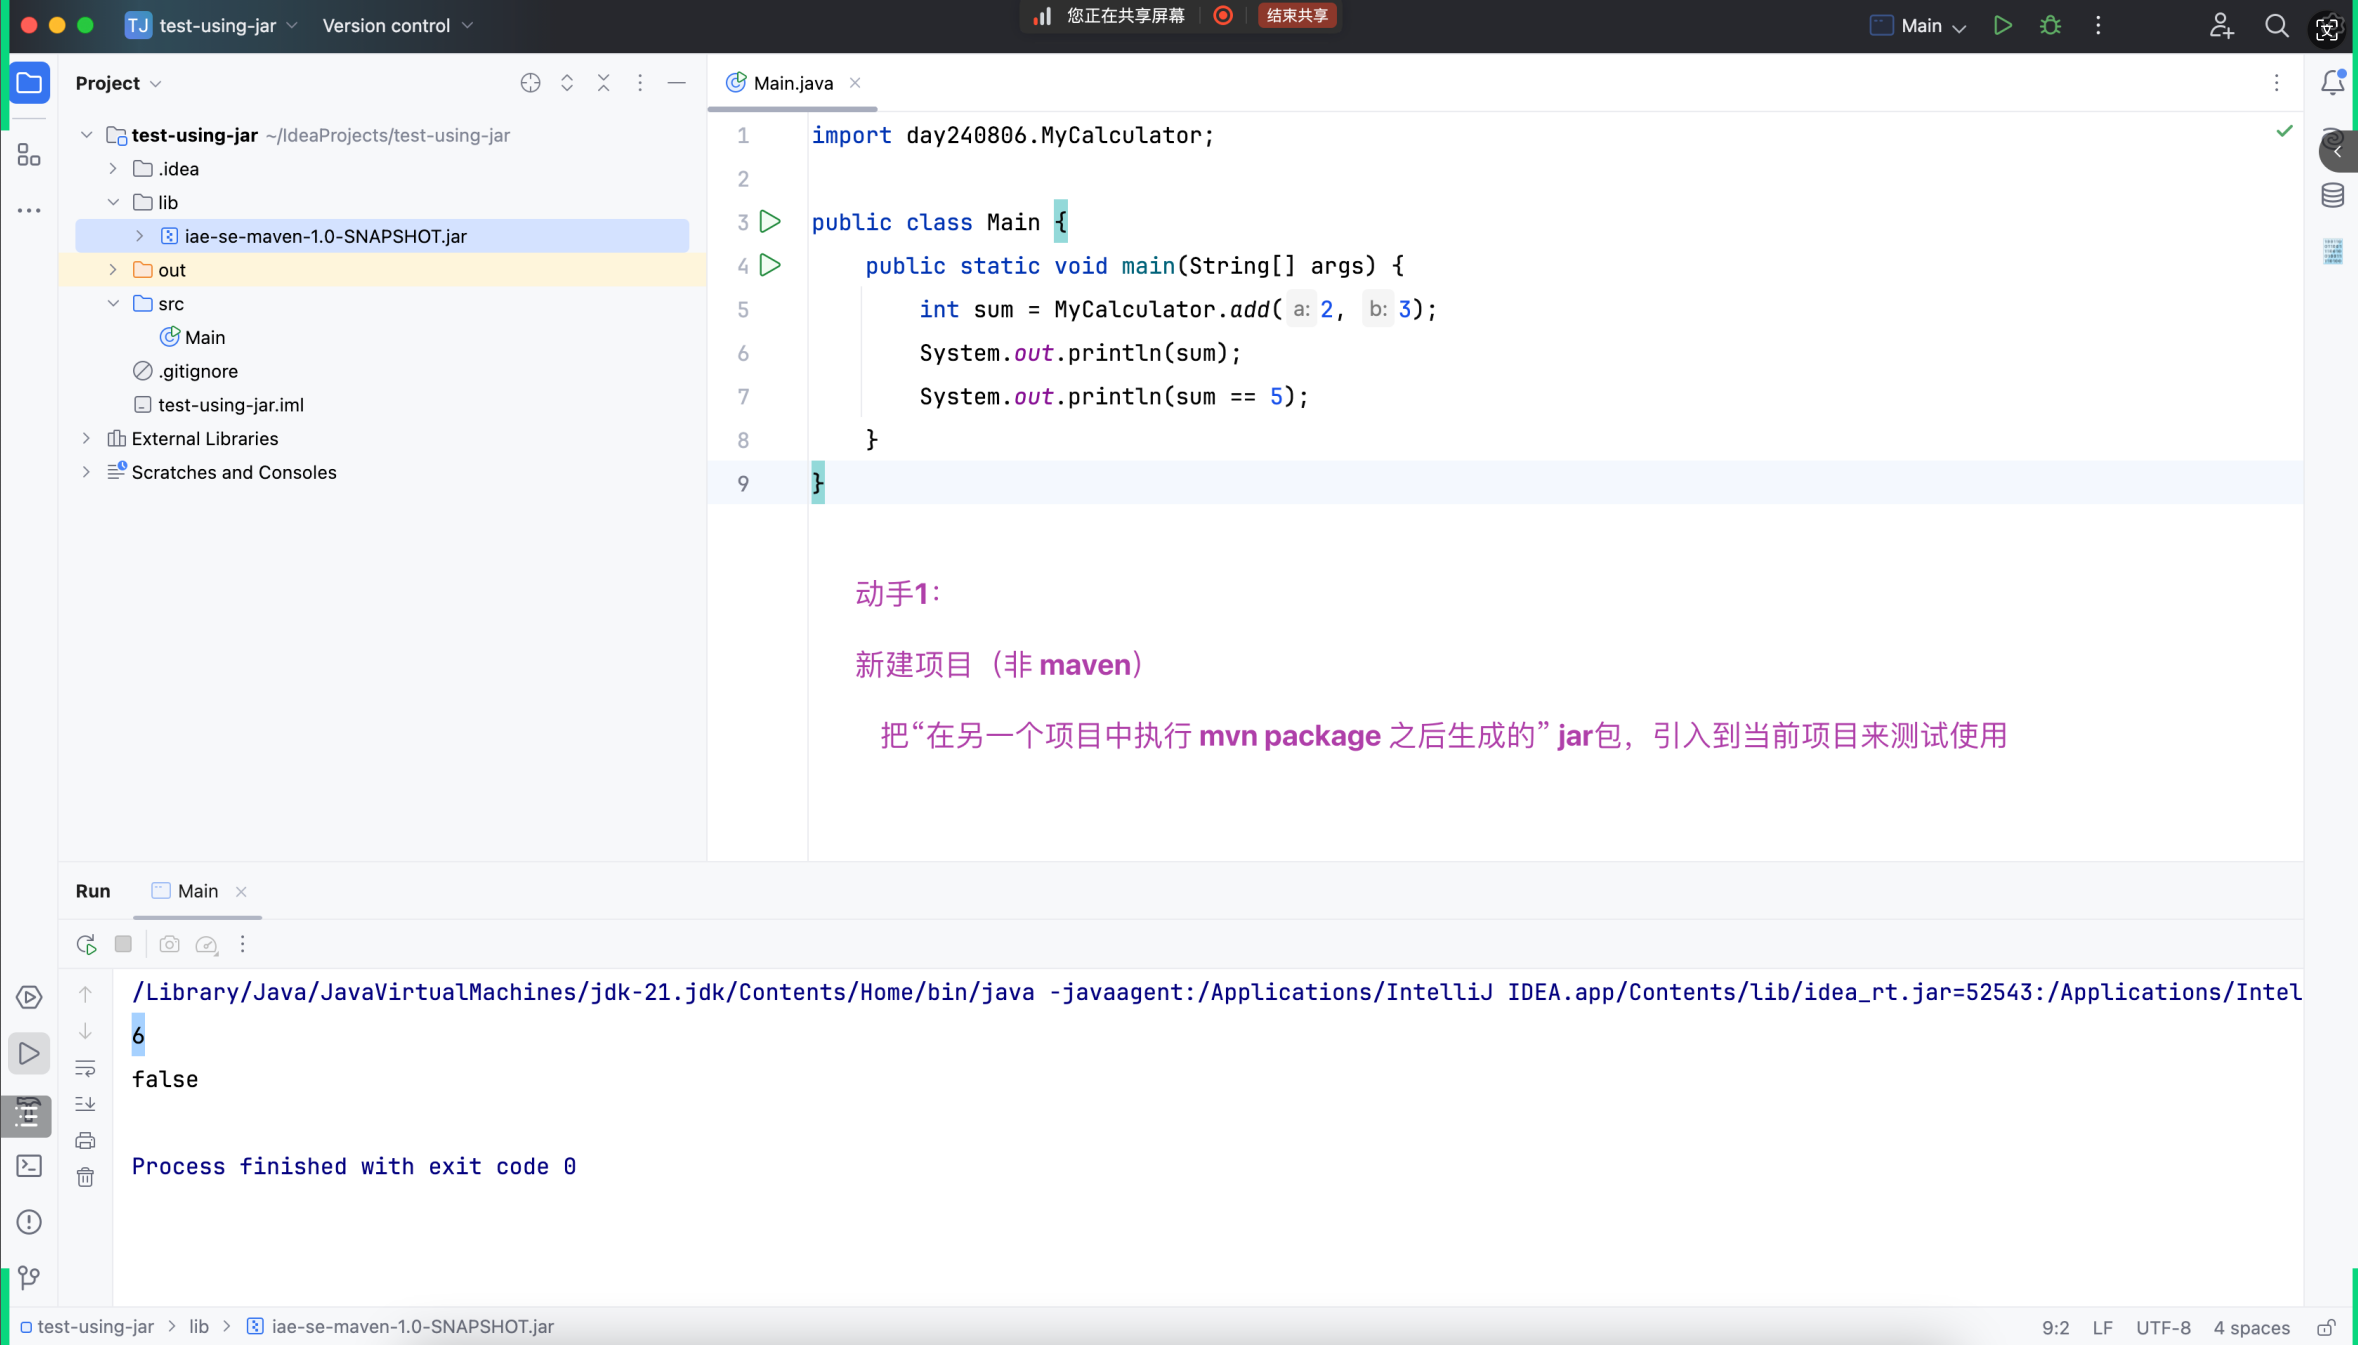 TJ test-using-jar Version control 您正在共享屏幕 结束共享 Main
Project
test-using-jar ~/IdeaProjects/test-using-jar
.idea
lib
iae-se-maven-1.0-SNAPSHOT.jar
out
src
Main
.gitignore
test-using-jar.iml
External Libraries
Scratches and Consoles
Main.java
1 import day240806.MyCalculator;
2
3 public class Main {
4 public static void main(String[] args) {
5 int sum = MyCalculator.add( a: 2, b: 3);
6 System.out.println(sum);
7 System.out.println(sum == 5);
8 }
9 }
动手1：
新建项目（非 maven）
把“在另一个项目中执行 mvn package 之后生成的” jar包，引入到当前项目来测试使用
Run Main
/Library/Java/JavaVirtualMachines/jdk-21.jdk/Contents/Home/bin/java -javaagent:/Applications/IntelliJ IDEA.app/Contents/lib/idea_rt.jar=52543:/Applications/Intel
6
false
Process finished with exit code 0
test-using-jar lib iae-se-maven-1.0-SNAPSHOT.jar 9:2 LF UTF-8 4 spaces